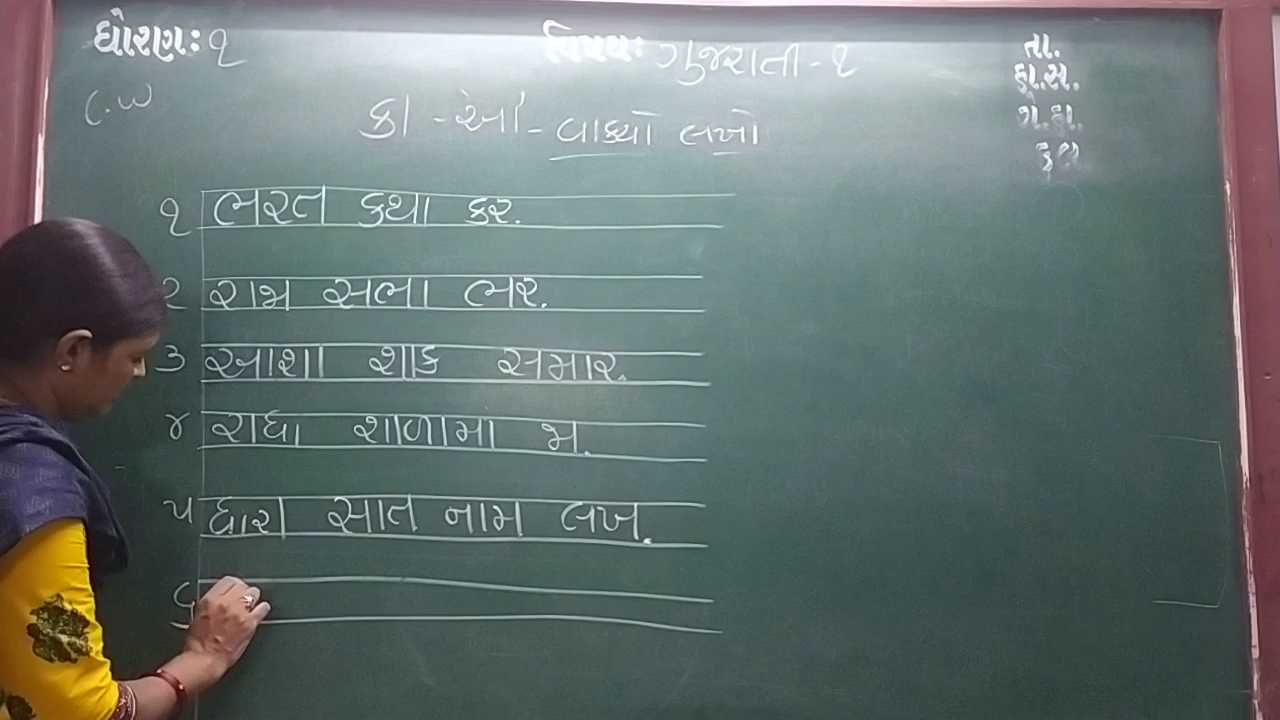 ધોરણ: ૧
વિષય: ગુજરાતી - ૧
તા.
હા.સ.
ગે.હા.
કુલ
C.W
કા - ર્આ - વાક્યો લખો
૧ ભરત કથા કર.
૨ રાજા સભા ભર.
૩ આશા શાક સમાર.
૪ રાધા શાળામા જા.
૫ ધારા સાત નામ લખ.
૬